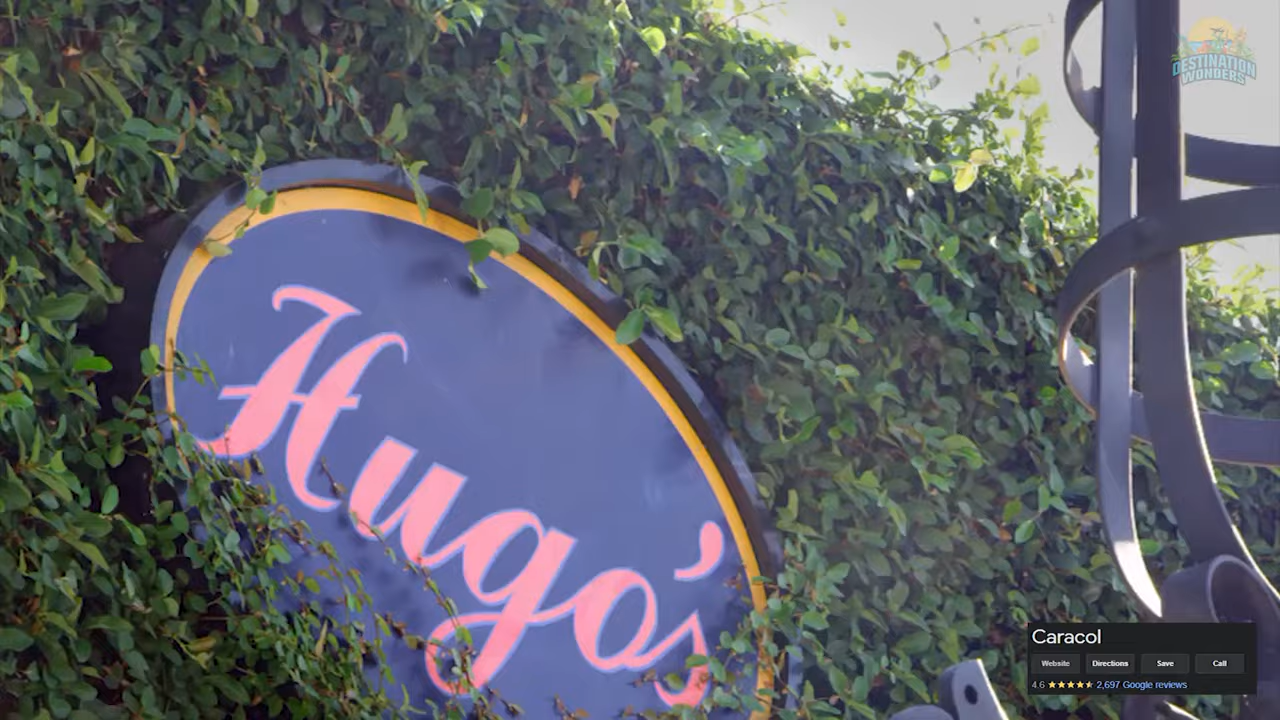 DESTINATION
WONDERS
Hugo's
Caracol
Website Directions Save Call
4.6 2,697 Google reviews